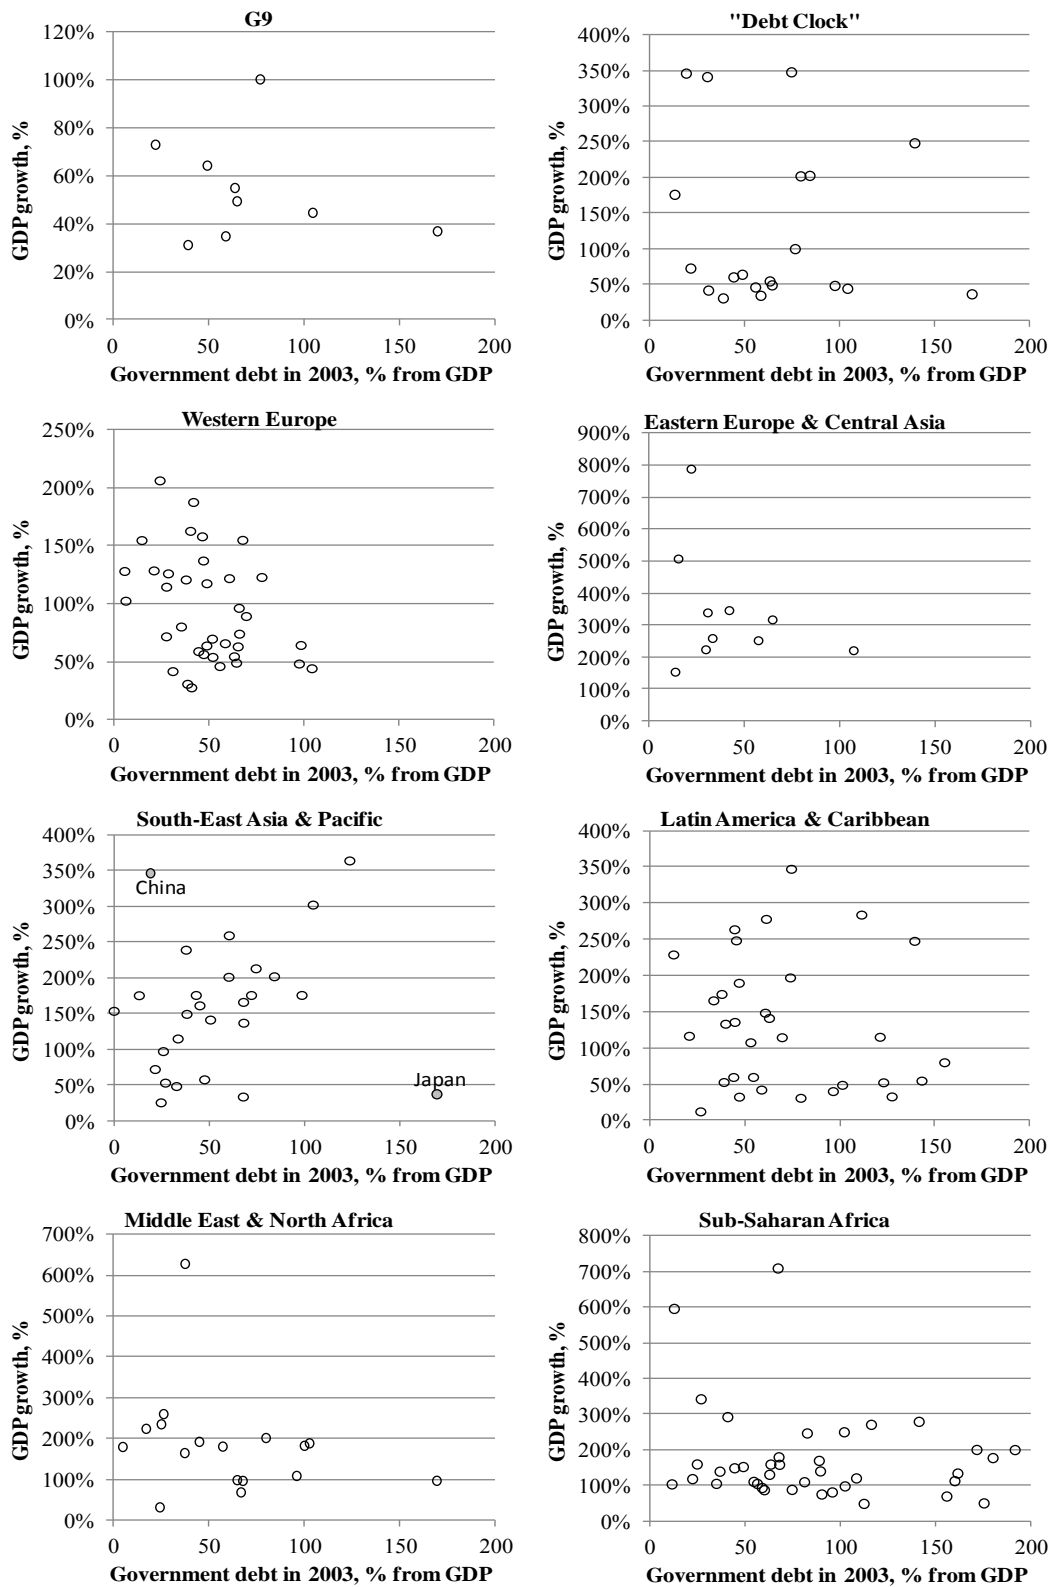 G9
120%
100%
80%
60%
40%
20%
0%
GDP growth, %
0 50 100 150 200
Government debt in 2003, % from GDP
"Debt Clock"
400%
350%
300%
250%
200%
150%
100%
50%
0%
GDP growth, %
0 50 100 150 200
Government debt in 2003, % from GDP
Western Europe
250%
200%
150%
100%
50%
0%
GDP growth, %
0 50 100 150 200
Government debt in 2003, % from GDP
Eastern Europe & Central Asia
900%
800%
700%
600%
500%
400%
300%
200%
100%
0%
GDP growth, %
0 50 100 150 200
Government debt in 2003, % from GDP
South-East Asia & Pacific
400%
350%
300%
250%
200%
150%
100%
50%
0%
GDP growth, %
China
Japan
0 50 100 150 200
Government debt in 2003, % from GDP
Latin America & Caribbean
400%
350%
300%
250%
200%
150%
100%
50%
0%
GDP growth, %
0 50 100 150 200
Government debt in 2003, % from GDP
Middle East & North Africa
700%
600%
500%
400%
300%
200%
100%
0%
GDP growth, %
0 50 100 150 200
Government debt in 2003, % from GDP
Sub-Saharan Africa
800%
700%
600%
500%
400%
300%
200%
100%
0%
GDP growth, %
0 50 100 150 200
Government debt in 2003, % from GDP